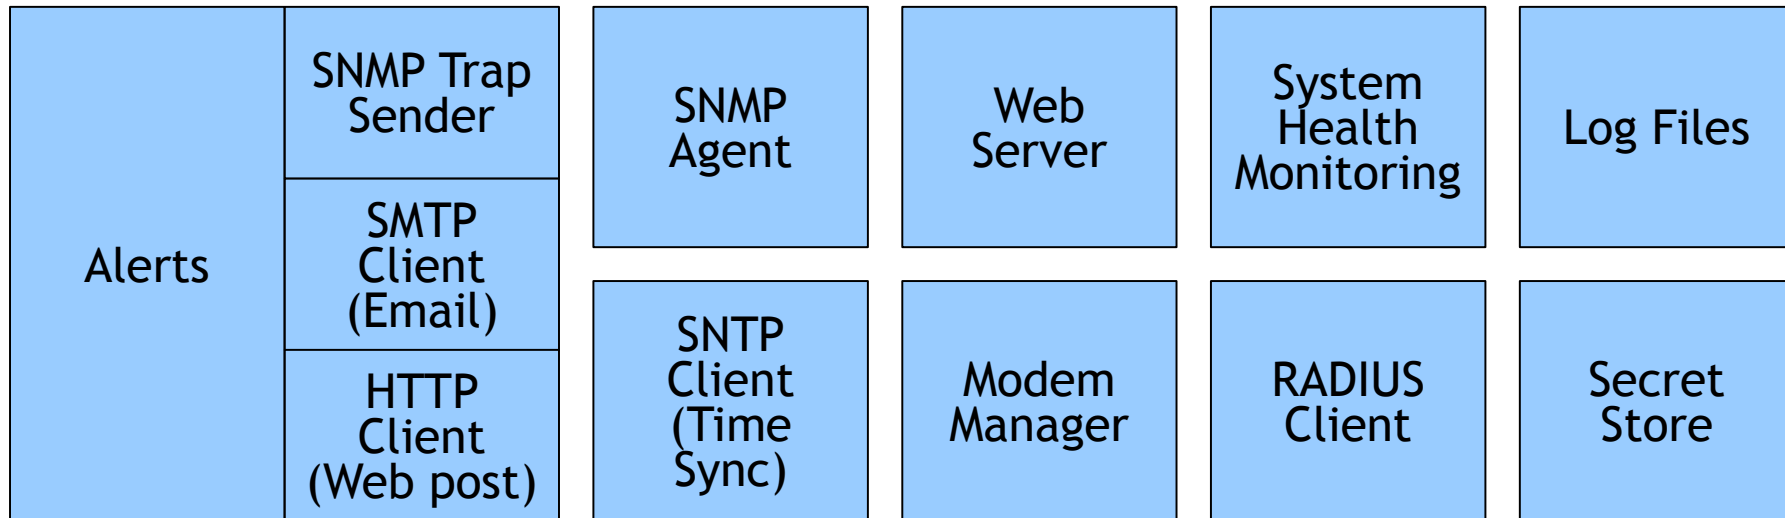 Alerts
SNMP Trap
Sender
SMTP
Client
(Email)
HTTP
Client
(Web post)
SNMP
Agent
Web
Server
System
Health
Monitoring
Log Files
SNTP
Client
(Time
Sync)
Modem
Manager
RADIUS
Client
Secret
Store